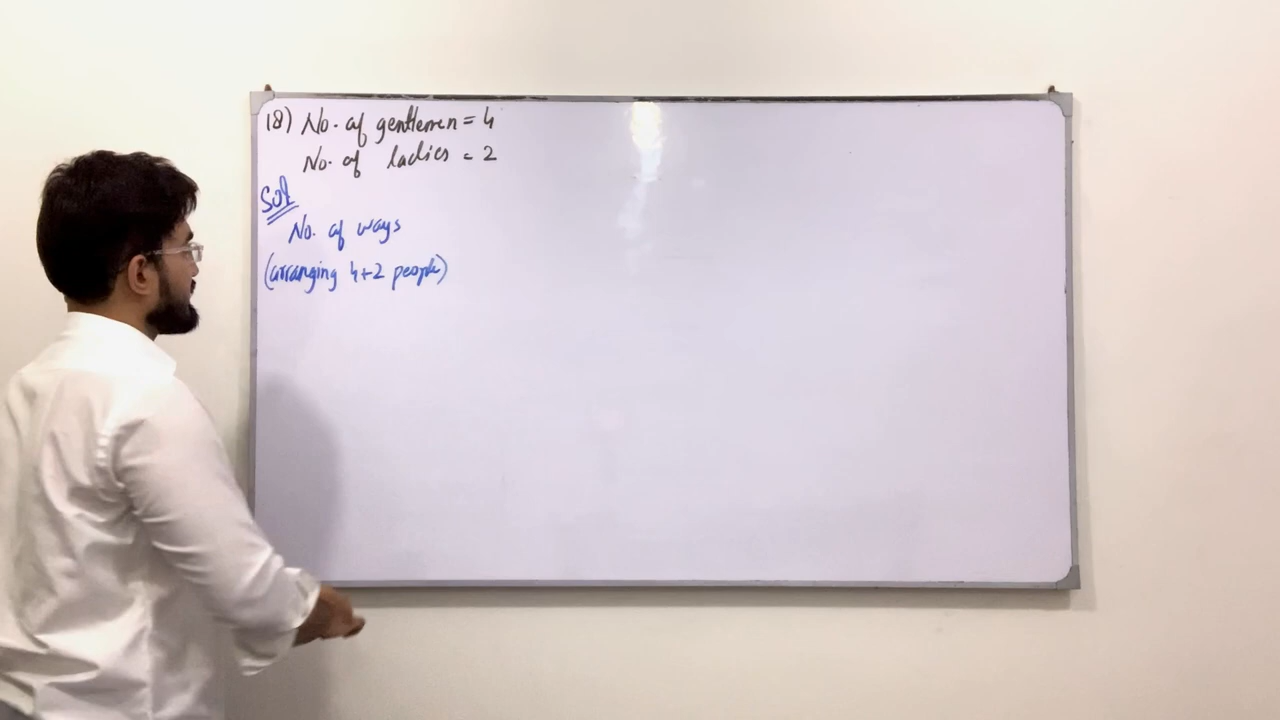 18) No. of gentlemen = 4
No. of ladies = 2
Sol
No. of ways
(arranging 4+2 people)